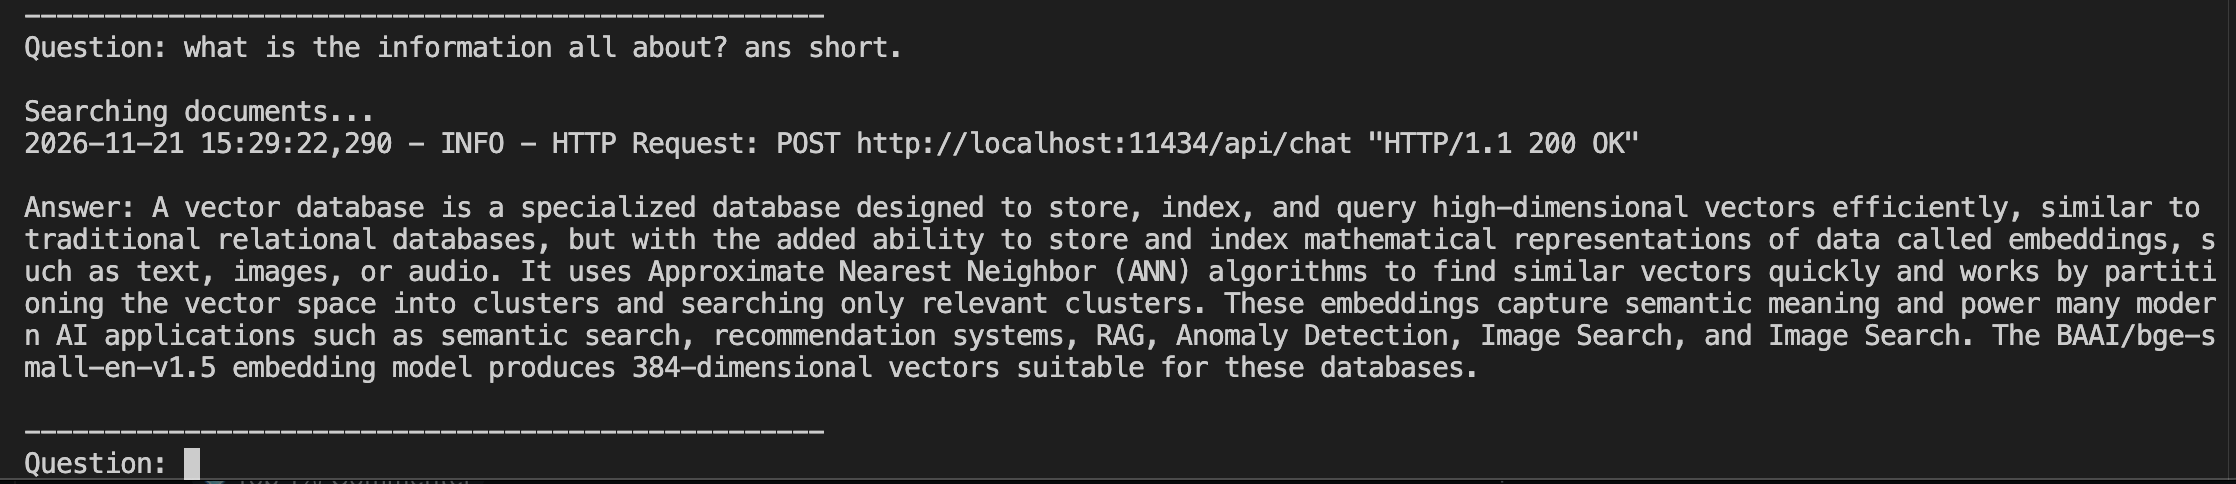 --------------------------------------------------
Question: what is the information all about? ans short.
Searching documents...
2026-11-21 15:29:22,290 - INFO - HTTP Request: POST http://localhost:11434/api/chat "HTTP/1.1 200 OK"
Answer: A vector database is a specialized database designed to store, index, and query high-dimensional vectors efficiently, similar to
traditional relational databases, but with the added ability to store and index mathematical representations of data called embeddings, s
uch as text, images, or audio. It uses Approximate Nearest Neighbor (ANN) algorithms to find similar vectors quickly and works by partiti
oning the vector space into clusters and searching only relevant clusters. These embeddings capture semantic meaning and power many moder
n AI applications such as semantic search, recommendation systems, RAG, Anomaly Detection, Image Search, and Image Search. The BAAI/bge-s
mall-en-v1.5 embedding model produces 384-dimensional vectors suitable for these databases.
--------------------------------------------------
Question: